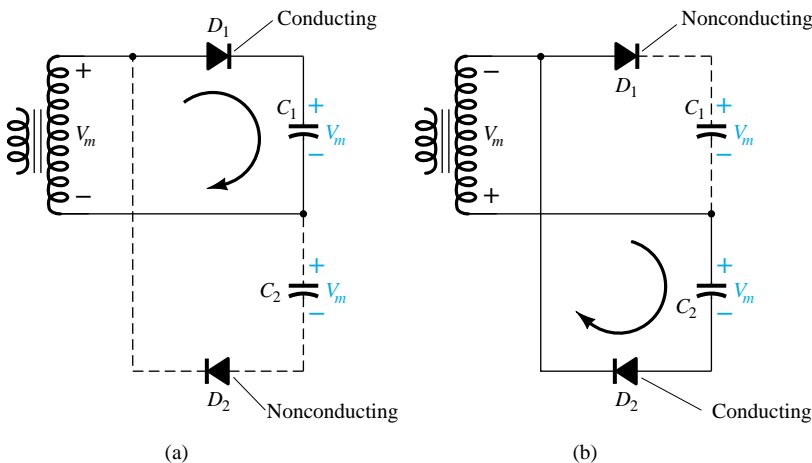 Conducting
D1
+
C1
+
Vm
Vm
–
–
C2
+
Vm
–
D2
Nonconducting
(a)
Nonconducting
D1
–
C1
+
Vm
Vm
–
+
+
Vm
C2
–
D2
Conducting
(b)